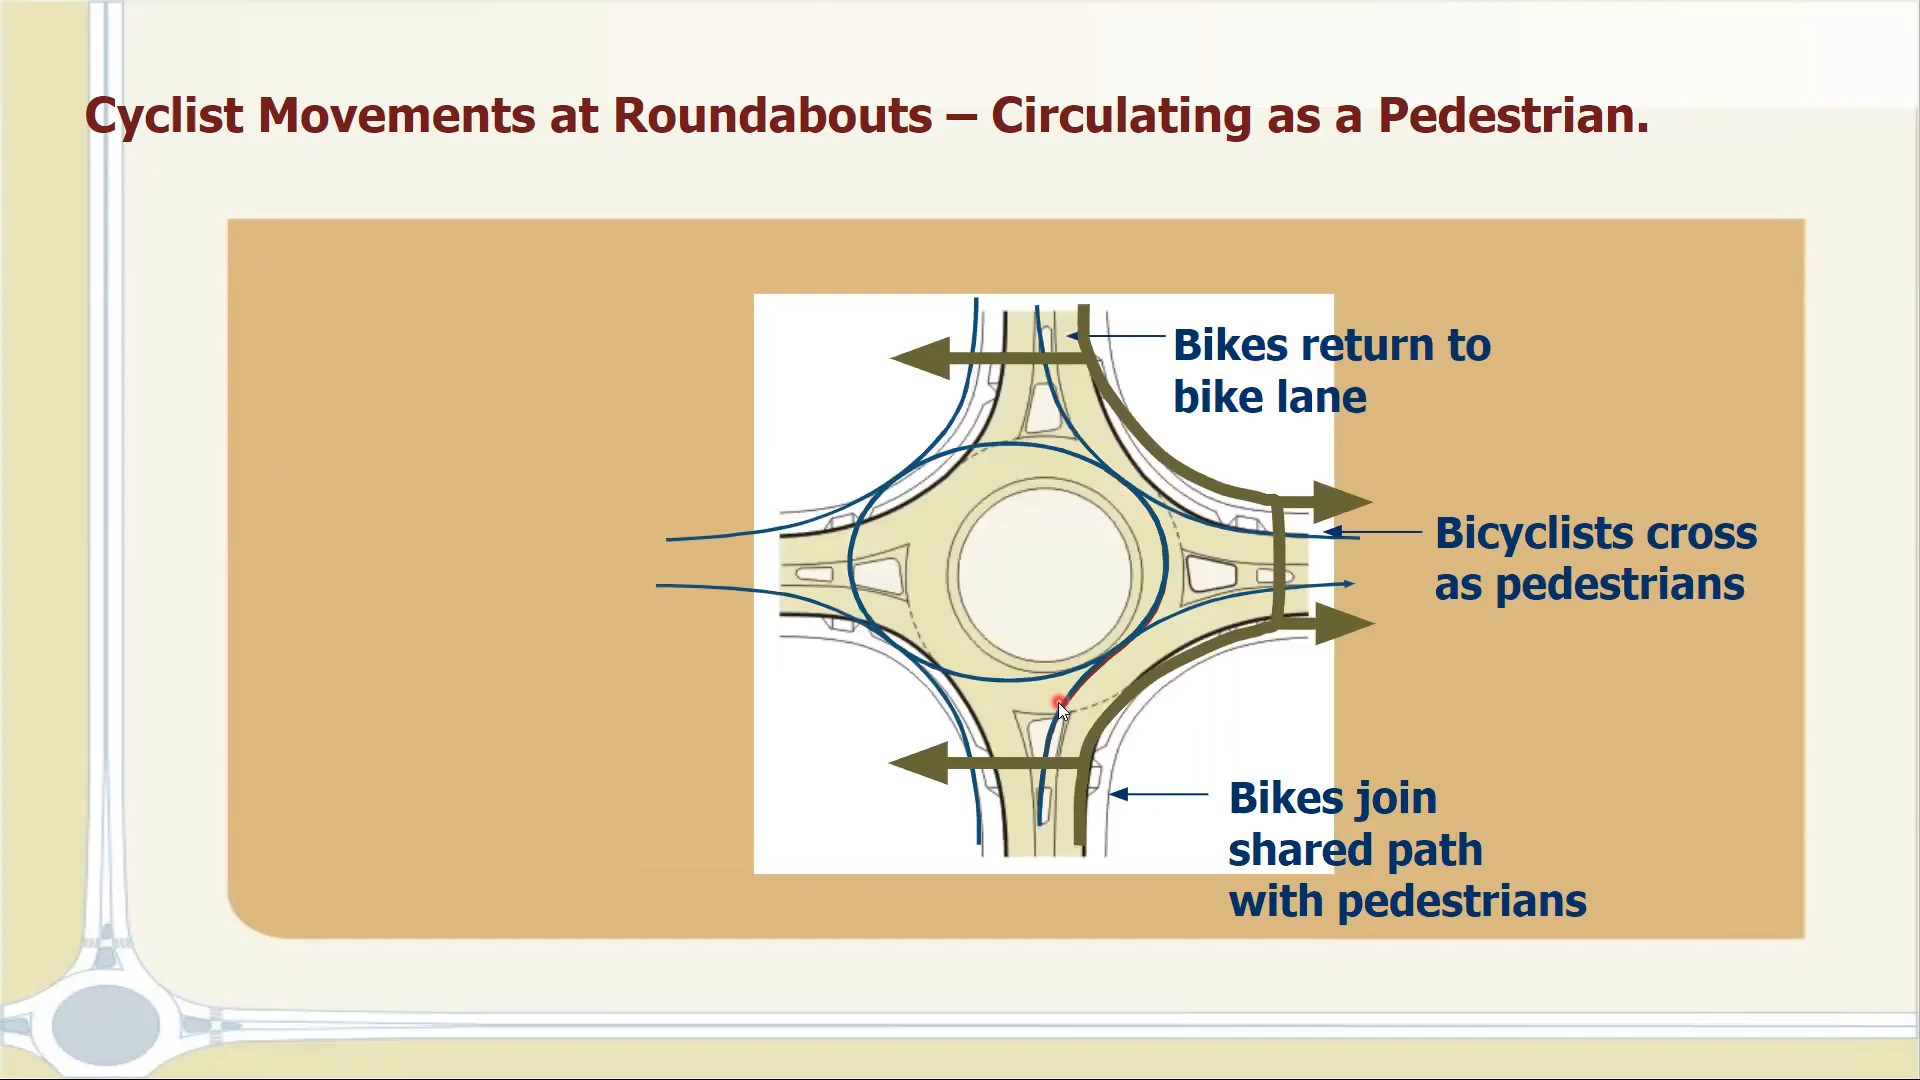 Cyclist Movements at Roundabouts – Circulating as a Pedestrian.
Bikes return to
bike lane
Bicyclists cross
as pedestrians
Bikes join
shared path
with pedestrians